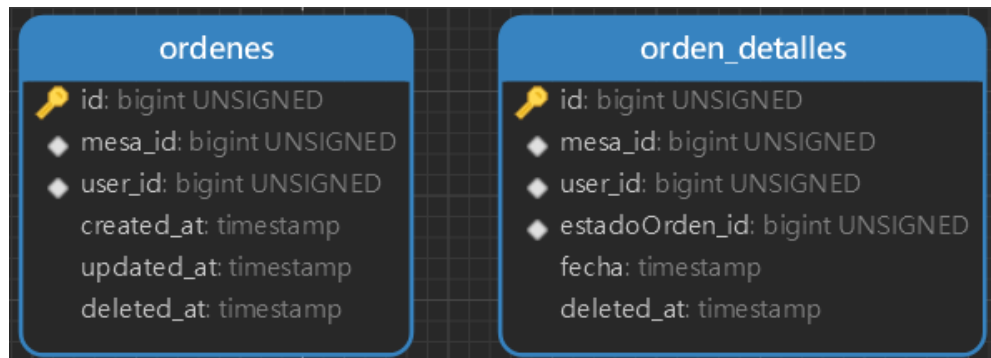 ordenes
id: bigint UNSIGNED
mesa_id: bigint UNSIGNED
user_id: bigint UNSIGNED
created_at: timestamp
updated_at: timestamp
deleted_at: timestamp
orden_detalles
id: bigint UNSIGNED
mesa_id: bigint UNSIGNED
user_id: bigint UNSIGNED
estadoOrden_id: bigint UNSIGNED
fecha: timestamp
deleted_at: timestamp